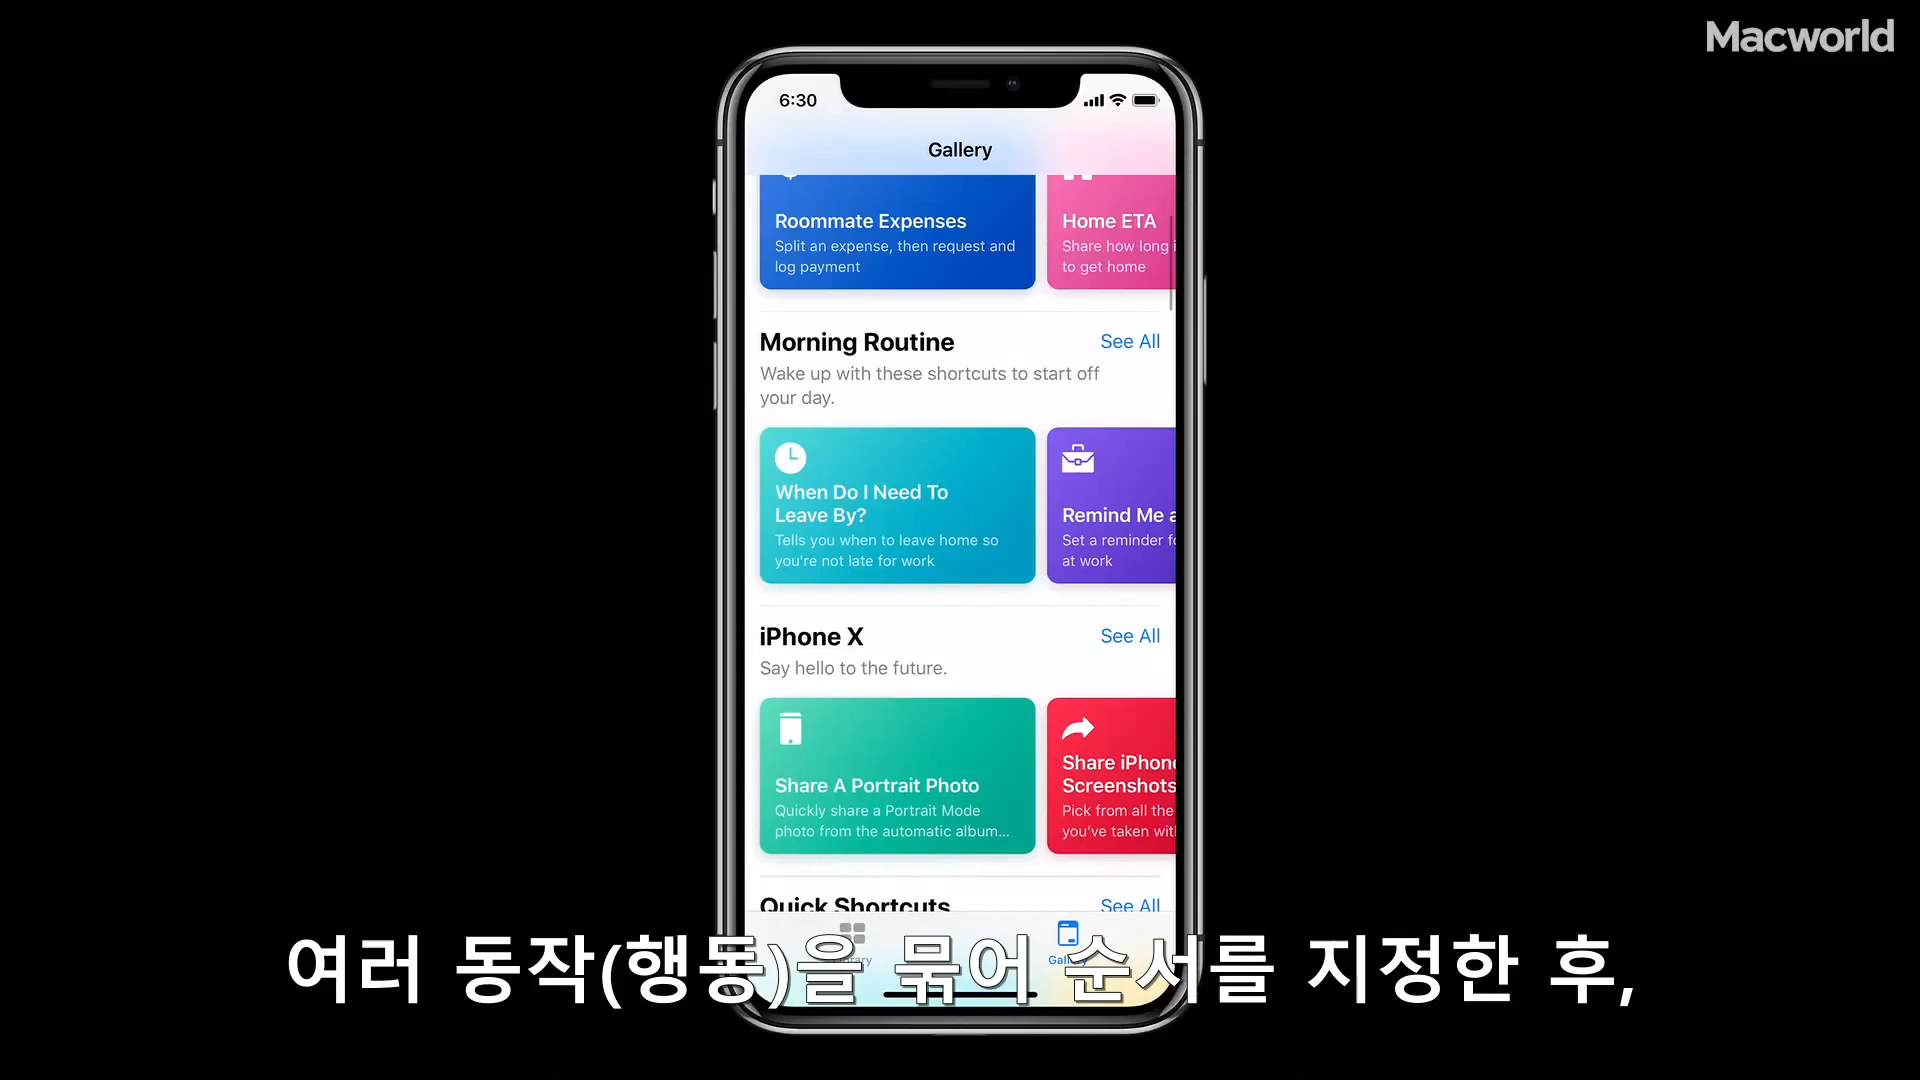 Macworld
6:30
Gallery
Roommate Expenses
Split an expense, then request and
log payment
Home ETA
Share how long
to get home
Morning Routine
See All
Wake up with these shortcuts to start off
your day.
When Do I Need To
Leave By?
Tells you when to leave home so
you're not late for work
Remind Me
Set a reminder
at work
iPhone X
See All
Say hello to the future.
Share A Portrait Photo
Quickly share a Portrait Mode
photo from the automatic album...
Share iPhone
Screenshots
Pick from all the
you've taken
Quick Shortcuts
See All
Gallery
여러 동작(행동)을 묶어 순서를 지정한 후,